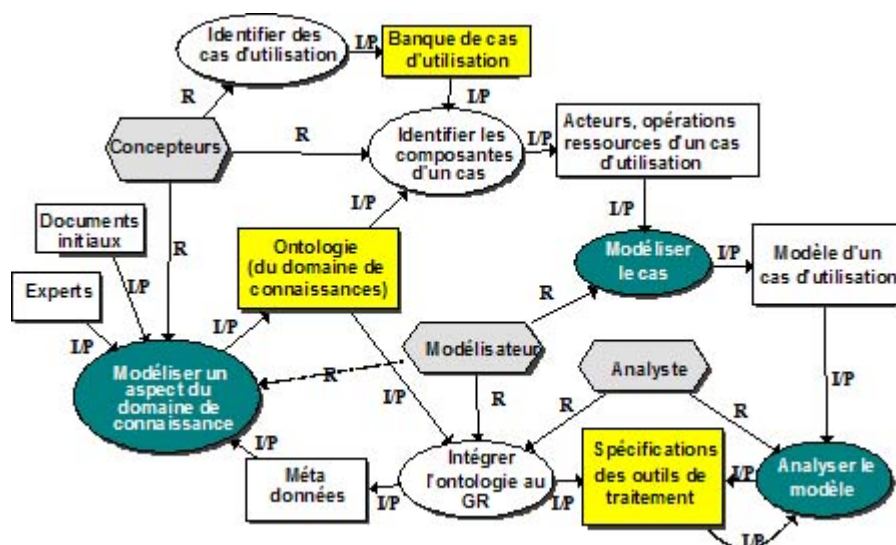 Identifier des
cas d'utilisation
I/P
Banque de cas
d'utilisation
R
I/P
Concepteurs
R
Identifier les
composantes
d'un cas
I/P
Acteurs, opérations
ressources d'un cas
d'utilisation
Documents
initiaux
R
I/P
I/P
Ontologie
(du domaine de
connaissances)
Modéliser
le cas
I/P
Modèle d'un
cas d'utilisation
Experts
I/P
I/P
I/P
R
Modélisateur
Analyste
Modéliser un
aspect du
domaine de
connaissance
R
I/P
R
R
R
I/P
I/P
Méta
données
I/P
Intégrer
l'ontologie au
GR
I/P
Spécifications
des outils de
traitement
I/P
Analyser le
modèle
I/P